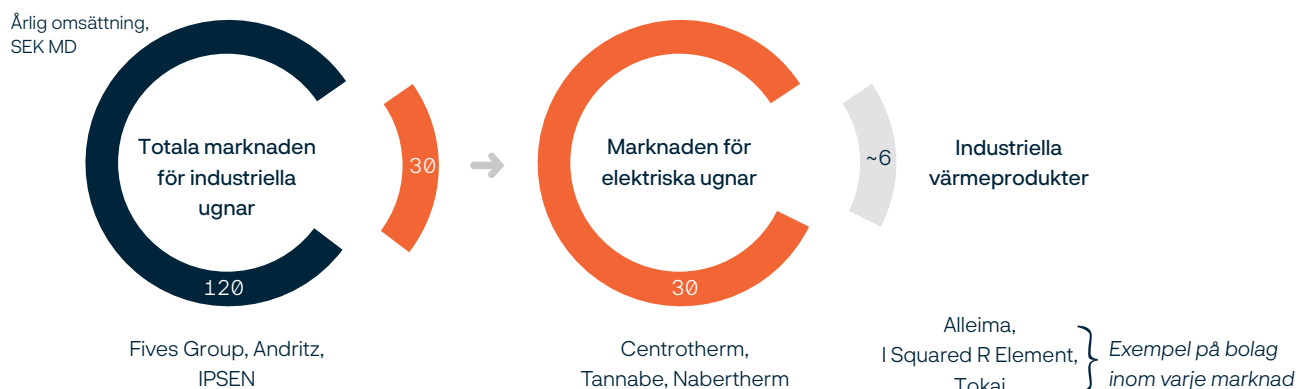 Årlig omsättning,
SEK MD
Totala marknaden
för industriella
ugnar
30
120
Fives Group, Andritz,
IPSEN
Marknaden för
elektriska ugnar
~6
30
Centrotherm,
Tannabe, Nabertherm
Industriella
värmeprodukter
Alleima,
I Squared R Element,
Tokai
Exempel på bolag
inom varje marknad